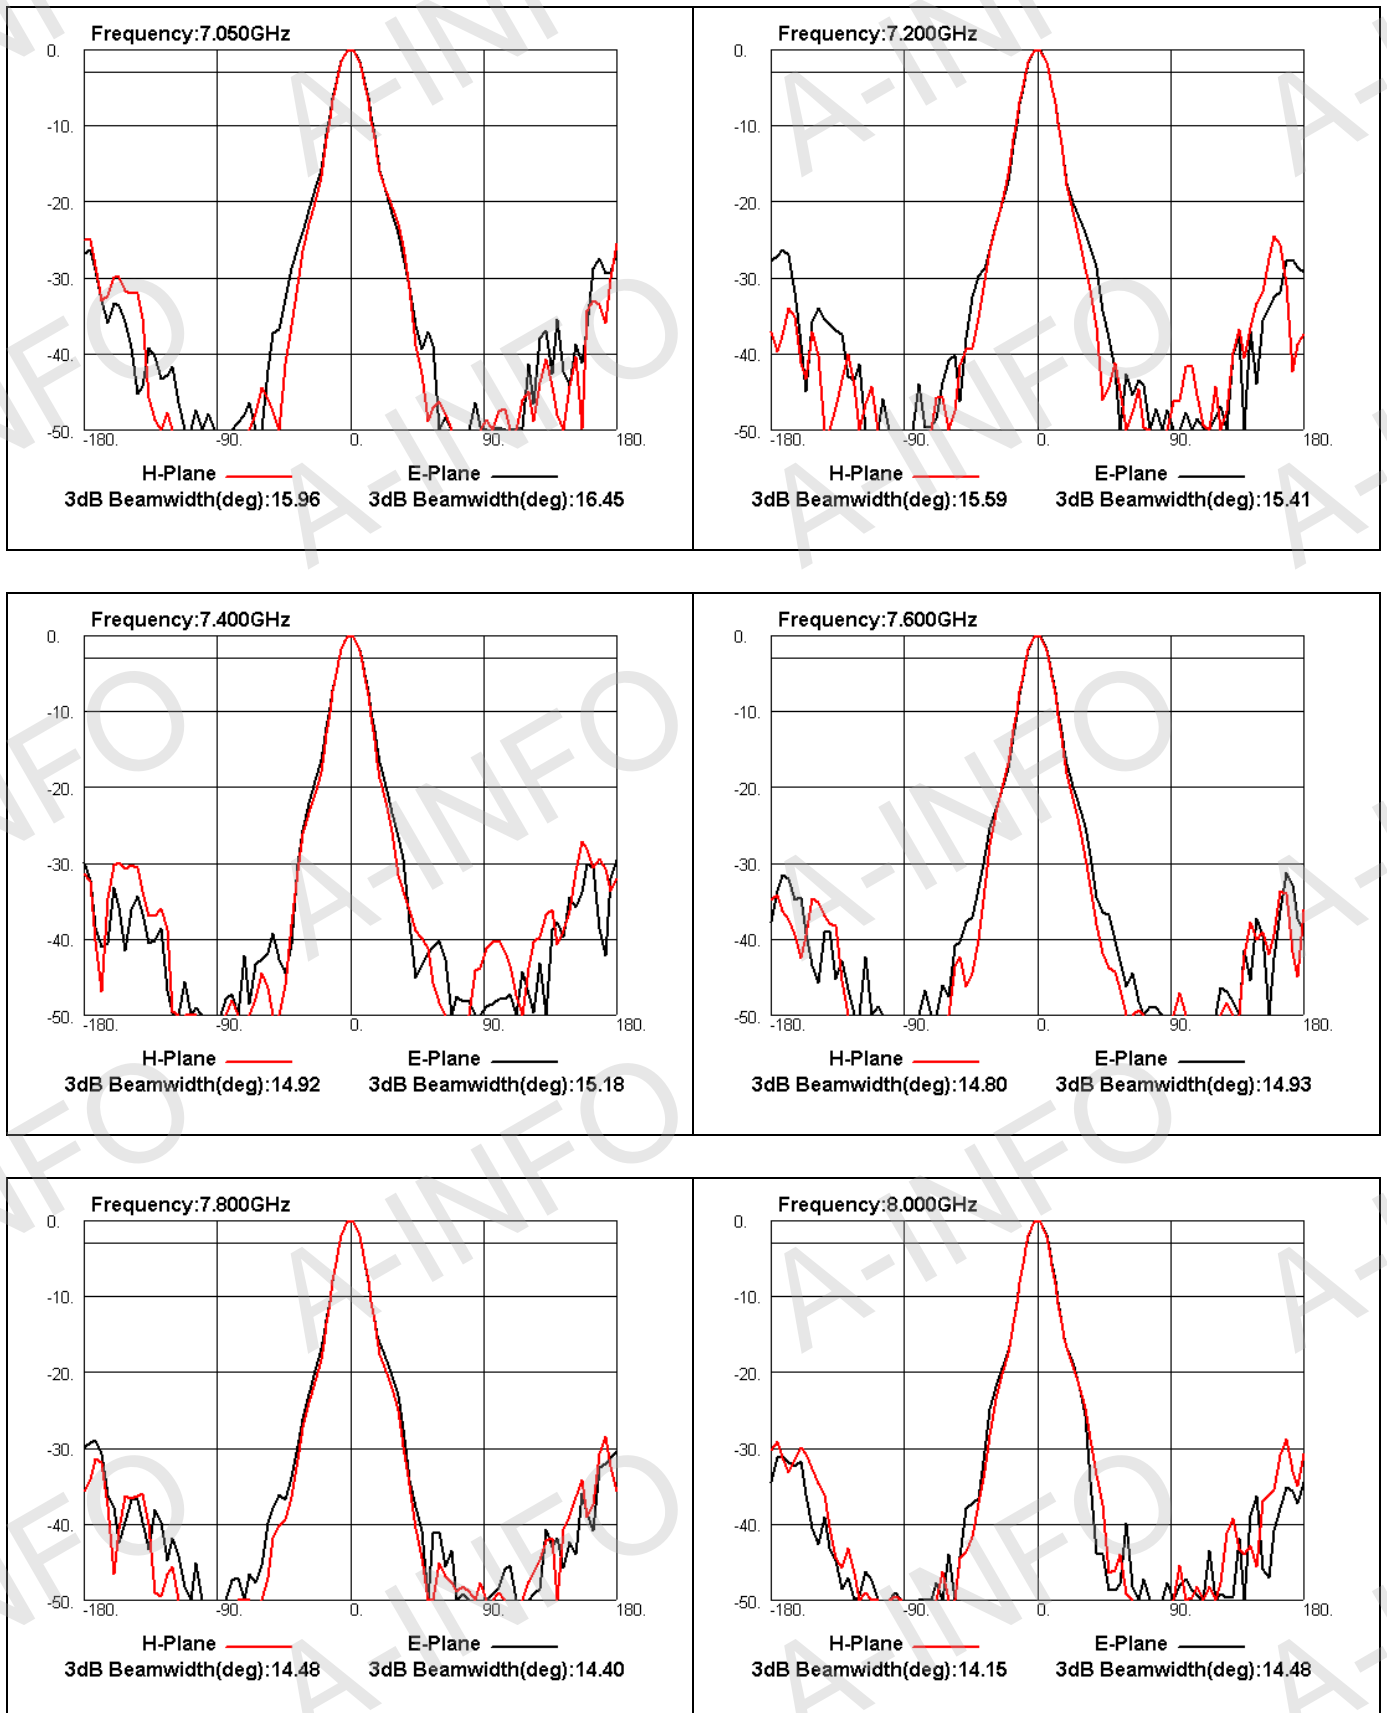 Frequency:7.050GHz
0.
-10.
-20.
-30.
-40.
-50.
-180.
-90.
0.
90.
180.
H-Plane
E-Plane
3dB Beamwidth(deg):15.96
3dB Beamwidth(deg):16.45
Frequency:7.200GHz
0.
-10.
-20.
-30.
-40.
-50.
-180.
-90.
0.
90.
180.
H-Plane
E-Plane
3dB Beamwidth(deg):15.59
3dB Beamwidth(deg):15.41
Frequency:7.400GHz
0.
-10.
-20.
-30.
-40.
-50.
-180.
-90.
0.
90.
180.
H-Plane
E-Plane
3dB Beamwidth(deg):14.92
3dB Beamwidth(deg):15.18
Frequency:7.600GHz
0.
-10.
-20.
-30.
-40.
-50.
-180.
-90.
0.
90.
180.
H-Plane
E-Plane
3dB Beamwidth(deg):14.80
3dB Beamwidth(deg):14.93
Frequency:7.800GHz
0.
-10.
-20.
-30.
-40.
-50.
-180.
-90.
0.
90.
180.
H-Plane
E-Plane
3dB Beamwidth(deg):14.48
3dB Beamwidth(deg):14.40
Frequency:8.000GHz
0.
-10.
-20.
-30.
-40.
-50.
-180.
-90.
0.
90.
180.
H-Plane
E-Plane
3dB Beamwidth(deg):14.15
3dB Beamwidth(deg):14.48
A-INFO
A-INFO
A-INFO
A-INFO